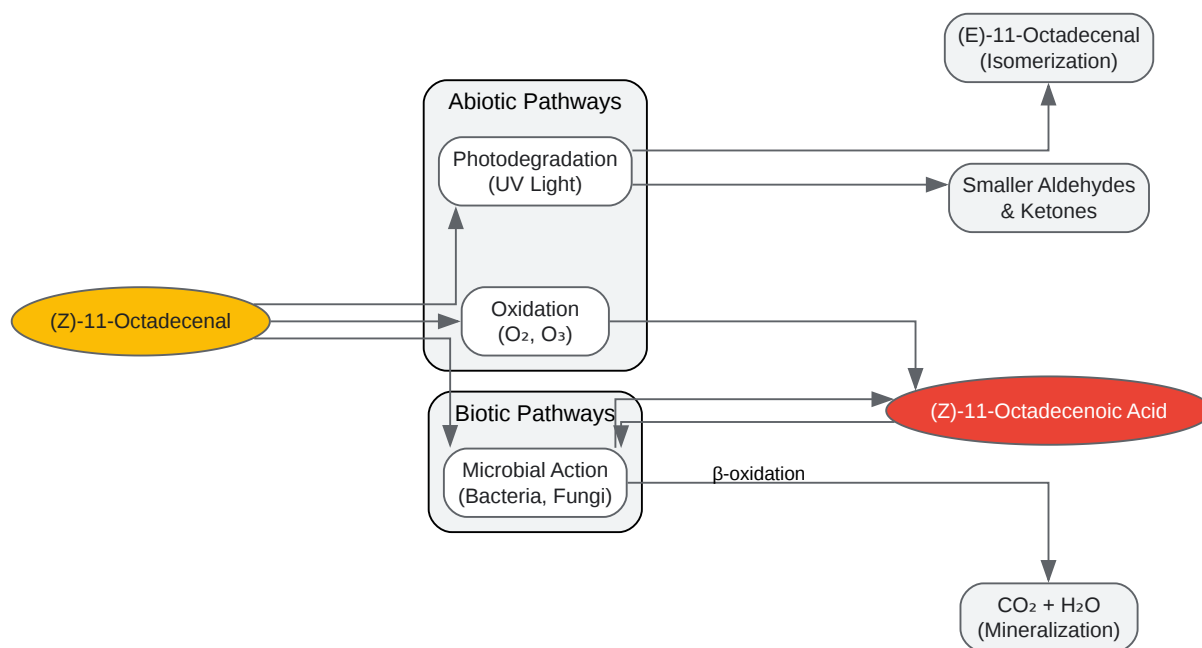 (E)-11-Octadecenal
(Isomerization)
Abiotic Pathways
Photodegradation
(UV Light)
Smaller Aldehydes
& Ketones
(Z)-11-Octadecenal
Oxidation
(O₂, O₃)
Biotic Pathways
(Z)-11-Octadecenoic Acid
Microbial Action
(Bacteria, Fungi)
β-oxidation
CO₂ + H₂O
(Mineralization)